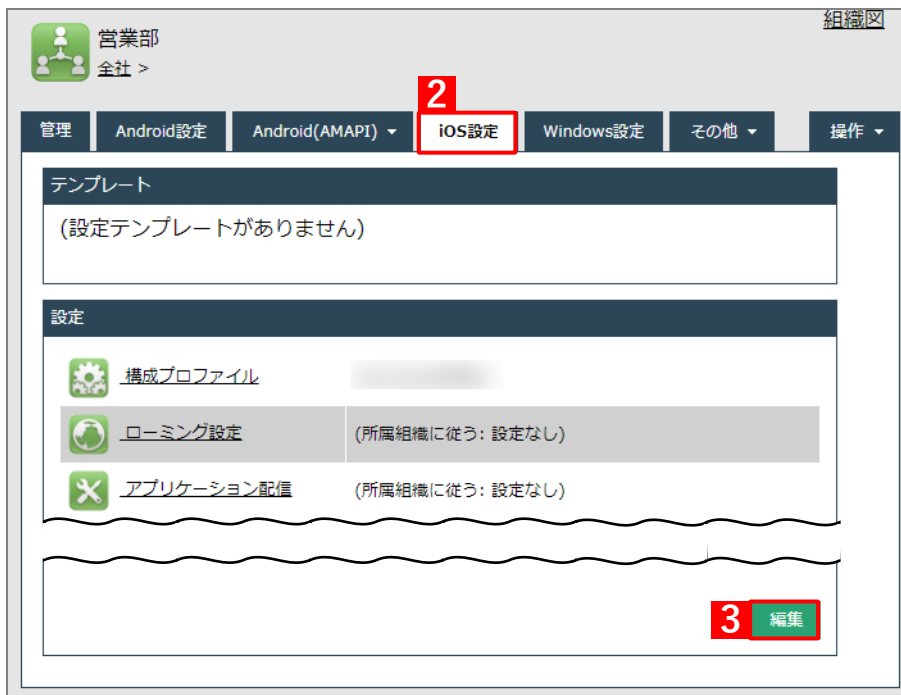 組織図
営業部
全社 >
2
管理 Android設定 Android(AMAPI) ▼ iOS設定 Windows設定 その他 ▼ 操作 ▼
テンプレート
(設定テンプレートがありません)
設定
構成プロファイル
ローミング設定 (所属組織に従う: 設定なし)
アプリケーション配信 (所属組織に従う: 設定なし)
3 編集